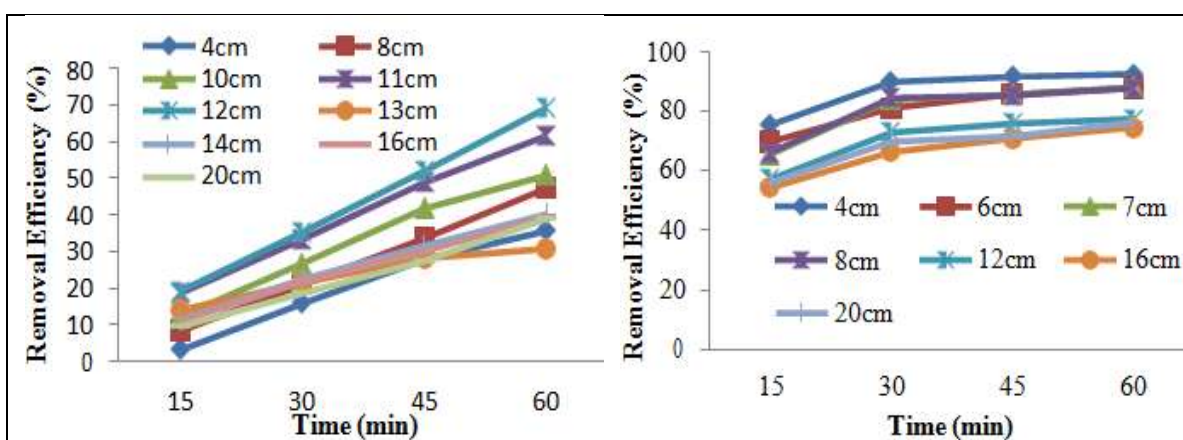 4cm 8cm
10cm 11cm
12cm 13cm
14cm 16cm
20cm
80
70
60
50
40
30
20
10
0
Removal Efficiency (%)
15 30 45 60
Time (min)
100
80
60
40
20
0
Removal Efficiency (%)
4cm 6cm 7cm
8cm 12cm 16cm
20cm
15 30 45 60
Time (min)